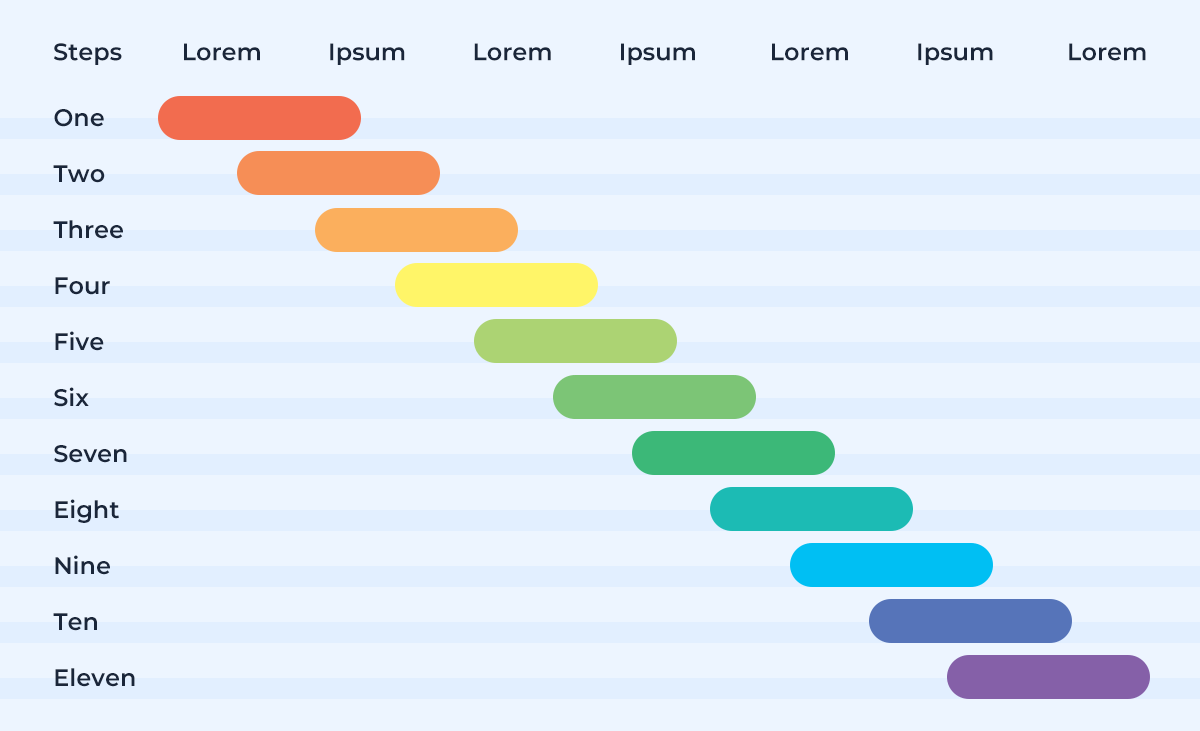 Steps Lorem Ipsum Lorem Ipsum Lorem Ipsum Lorem
One
Two
Three
Four
Five
Six
Seven
Eight
Nine
Ten
Eleven